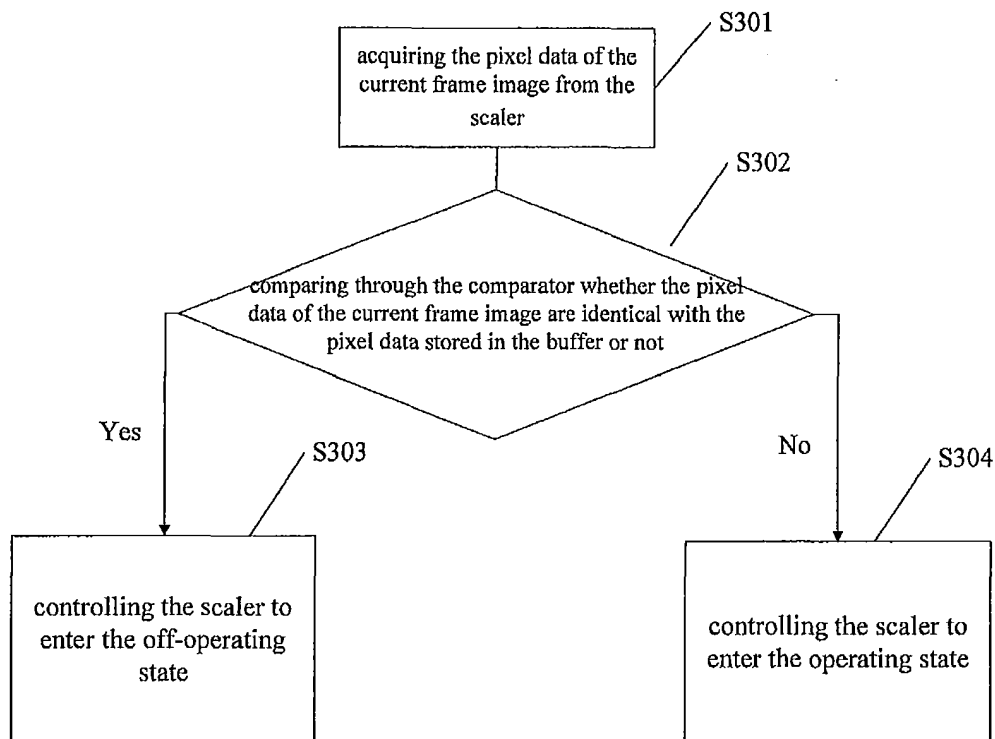 S301
acquiring the pixel data of the
current frame image from the
scaler
S302
comparing through the comparator whether the pixel
data of the current frame image are identical with the
pixel data stored in the buffer or not
Yes
No
S303
S304
controlling the scaler to
enter the off-operating
state
controlling the scaler to
enter the operating state